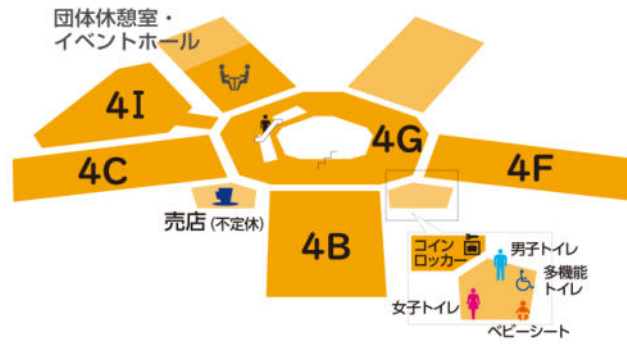 団体休憩室・
イベントホール
4I
4G
4C
4F
売店(不定休)
4B
コイン
ロッカー
男子トイレ
多機能
トイレ
女子トイレ
ベビーシート